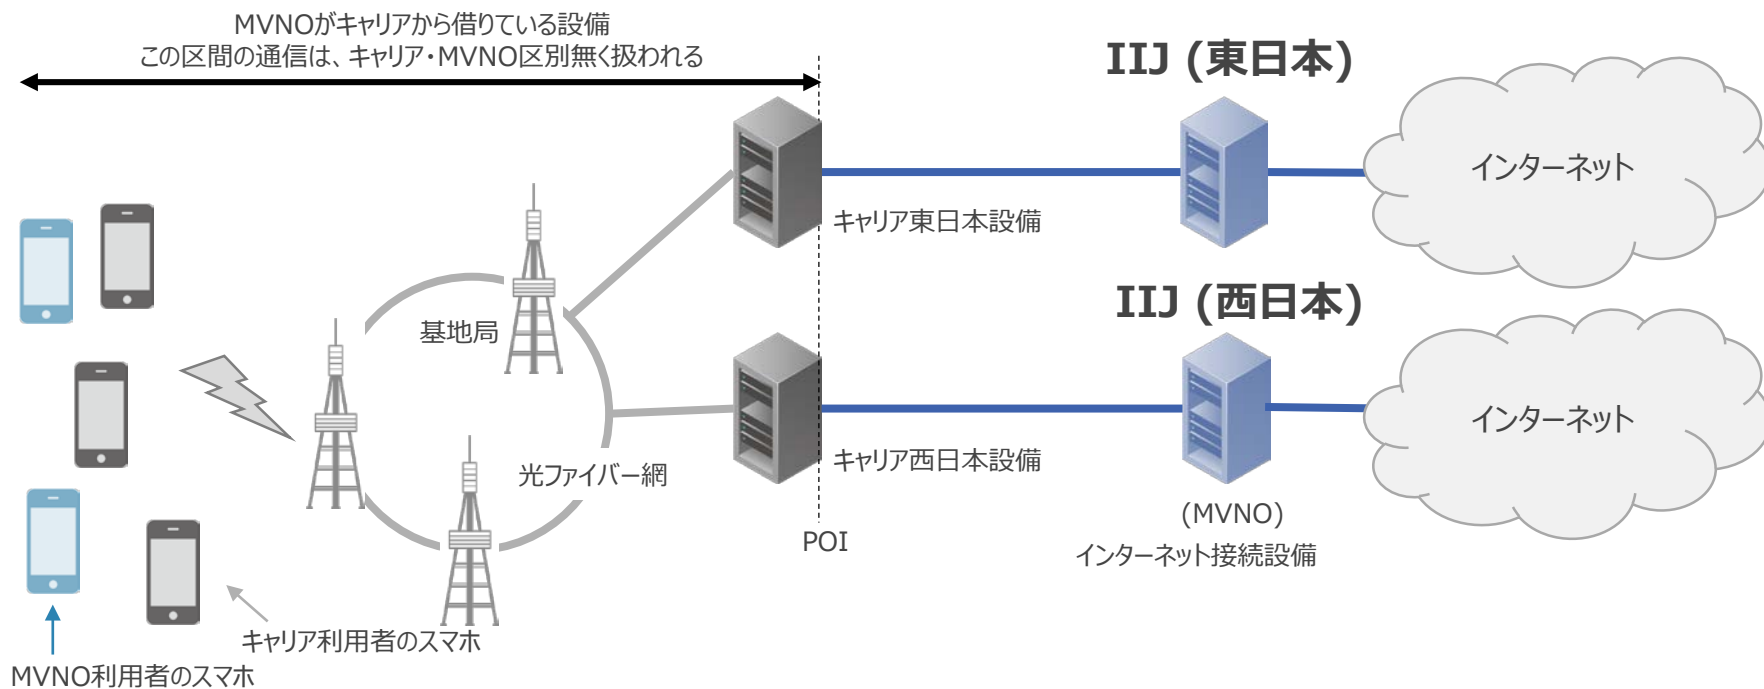 MVNOがキャリアから借りている設備
この区間の通信は、キャリア・MVNO区別無く扱われる
IIJ (東日本)
インターネット
キャリア東日本設備
IIJ (西日本)
基地局
インターネット
キャリア西日本設備
光ファイバー網
(MVNO)
POI
インターネット接続設備
キャリア利用者のスマホ
MVNO利用者のスマホ